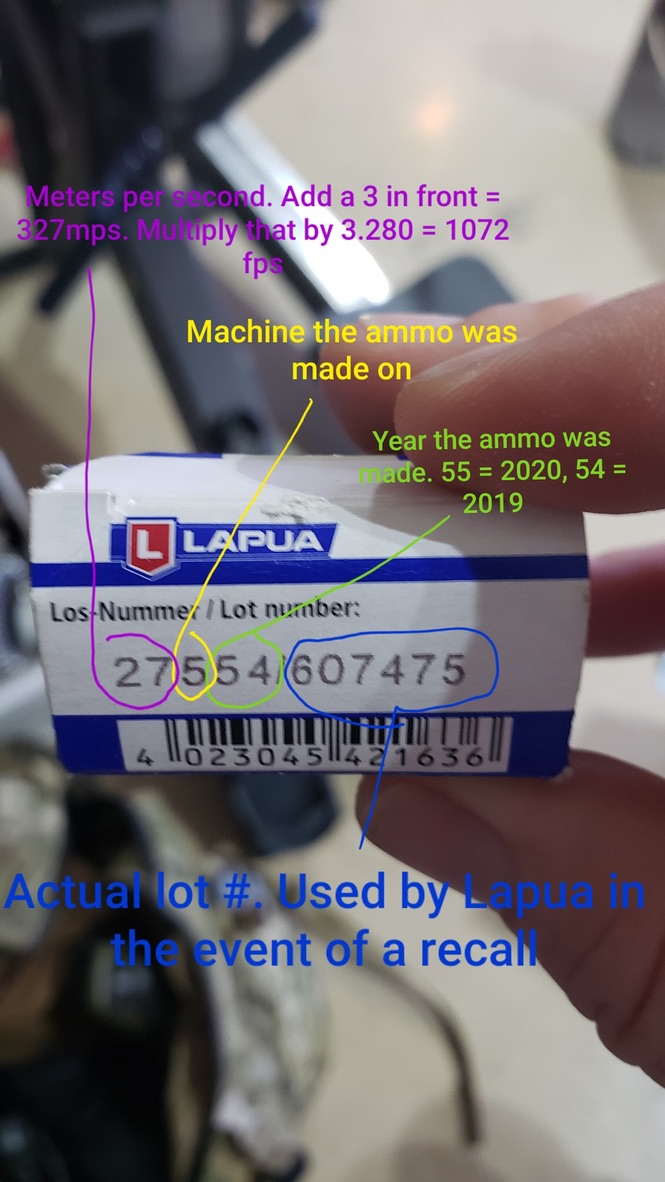 Meters per second. Add a 3 in front =
327mps. Multiply that by 3.280 = 1072
fps
Machine the ammo was
made on
Year the ammo was
made. 55 = 2020, 54 =
2019
L LAPUA
Los-Nummer / Lot number:
27554/607475
4 023045 421636
Actual lot #. Used by Lapua in
the event of a recall